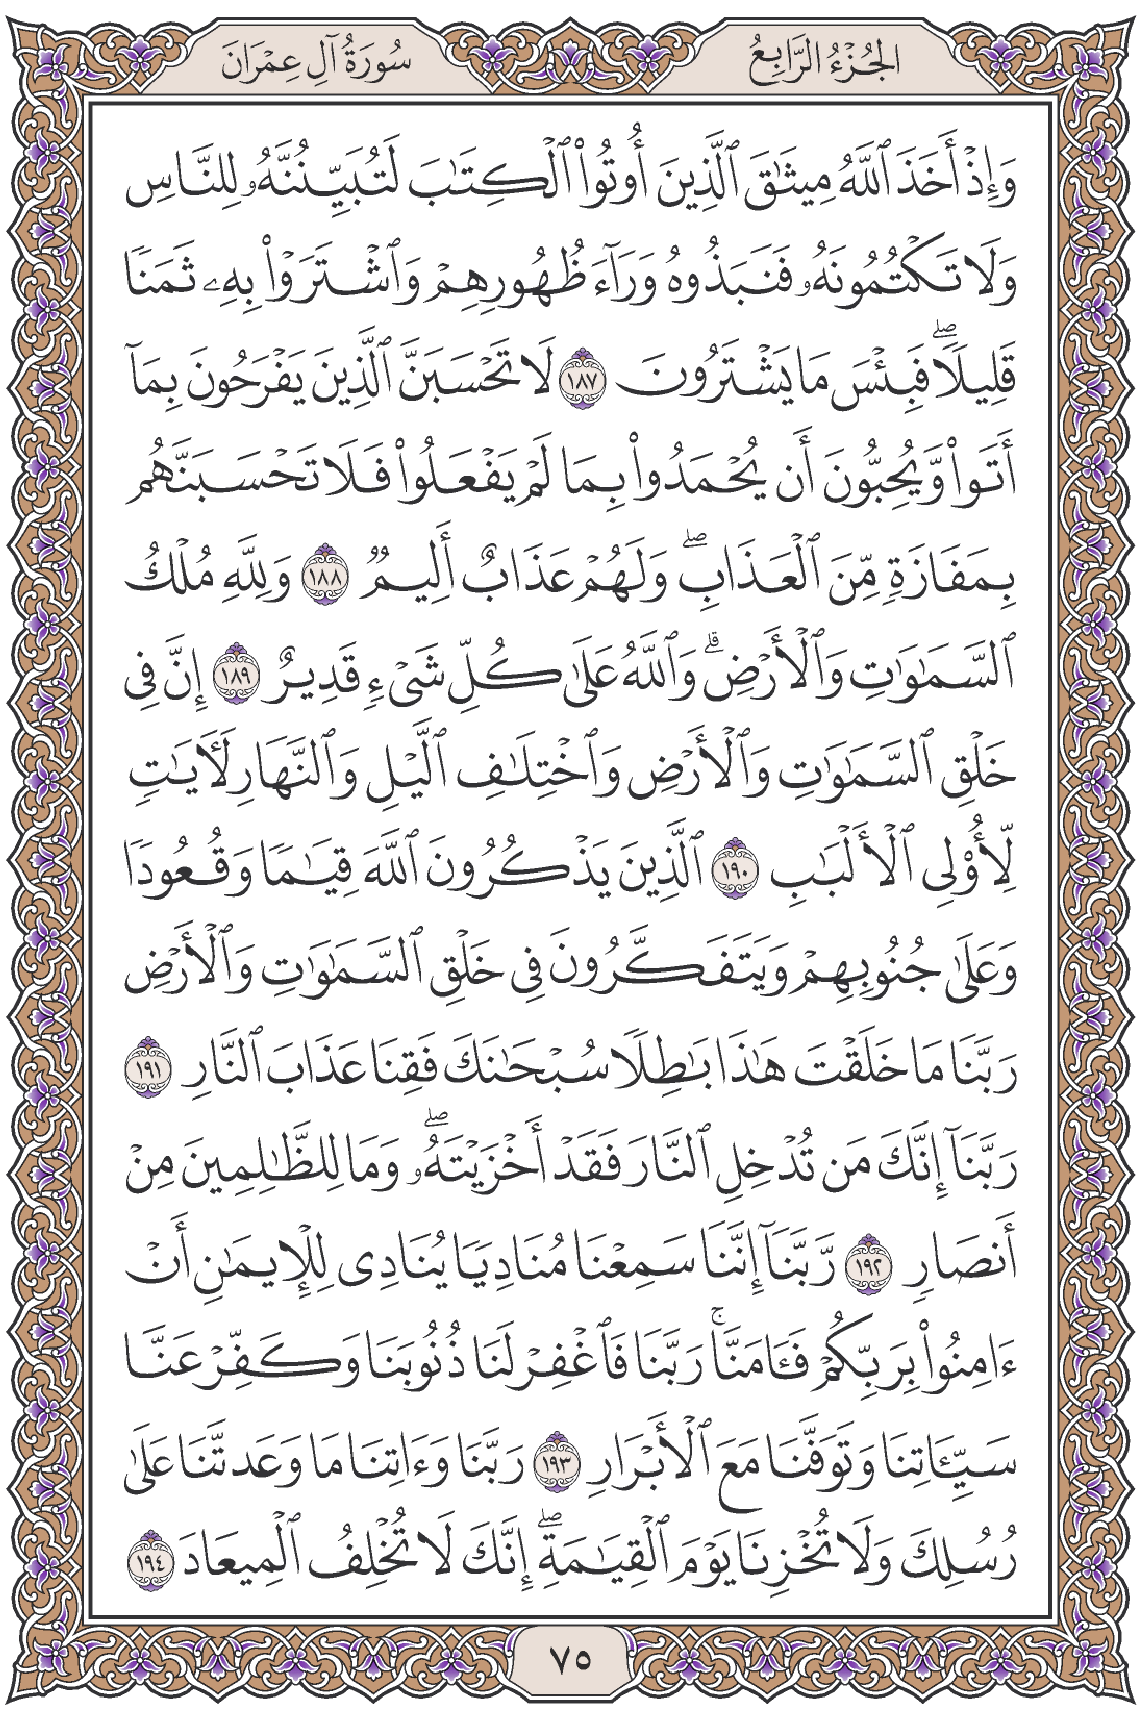 الجُزْءُ الرَّابِعُ
سُورَةُ آلِ عِمْرَانَ
وَإِذْ أَخَذَ ٱللَّهُ مِيثَٰقَ ٱلَّذِينَ أُوتُوا۟ ٱلْكِتَٰبَ لَتُبَيِّنُنَّهُۥ لِلنَّاسِ
وَلَا تَكْتُمُونَهُۥ فَنَبَذُوهُ وَرَآءَ ظُهُورِهِمْ وَٱشْتَرَوْا۟ بِهِۦ ثَمَنًا
قَلِيلًا ۖ فَبِئْسَ مَا يَشْتَرُونَ ١٨٧ لَا تَحْسَبَنَّ ٱلَّذِينَ يَفْرَحُونَ بِمَآ
أَتَوا۟ وَّيُحِبُّونَ أَن يُحْمَدُوا۟ بِمَا لَمْ يَفْعَلُوا۟ فَلَا تَحْسَبَنَّهُم
بِمَفَازَةٍ مِّنَ ٱلْعَذَابِ ۖ وَلَهُمْ عَذَابٌ أَلِيمٌ ١٨٨ وَلِلَّهِ مُلْكُ
ٱلسَّمَٰوَٰتِ وَٱلْأَرْضِ ۗ وَٱللَّهُ عَلَىٰ كُلِّ شَىْءٍ قَدِيرٌ ١٨٩ إِنَّ فِى
خَلْقِ ٱلسَّمَٰوَٰتِ وَٱلْأَرْضِ وَٱخْتِلَٰفِ ٱلَّيْلِ وَٱلنَّهَارِ لَءَايَٰتٍ
لِّأُو۟لِى ٱلْأَلْبَٰبِ ١٩٠ ٱلَّذِينَ يَذْكُرُونَ ٱللَّهَ قِيَٰمًا وَقُعُودًا
وَعَلَىٰ جُنُوبِهِمْ وَيَتَفَكَّرُونَ فِى خَلْقِ ٱلسَّمَٰوَٰتِ وَٱلْأَرْضِ
رَبَّنَا مَا خَلَقْتَ هَٰذَا بَٰطِلًا سُبْحَٰنَكَ فَقِنَا عَذَابَ ٱلنَّارِ ١٩١
رَبَّنَآ إِنَّكَ مَن تُدْخِلِ ٱلنَّارَ فَقَدْ أَخْزَيْتَهُۥ ۖ وَمَا لِلظَّٰلِمِينَ مِنْ
أَنصَارٍ ١٩٢ رَّبَّنَآ إِنَّنَا سَمِعْنَا مُنَادِيًا يُنَادِى لِلْإِيمَٰنِ أَنْ
ءَامِنُوا۟ بِرَبِّكُمْ فَـَٔامَنَّا ۚ رَبَّنَا فَٱغْفِرْ لَنَا ذُنُوبَنَا وَكَفِّرْ عَنَّا
سَيِّـَٔاتِنَا وَتَوَفَّنَا مَعَ ٱلْأَبْرَارِ ١٩٣ رَبَّنَا وَءَاتِنَا مَا وَعَدتَّنَا عَلَىٰ
رُسُلِكَ وَلَا تُخْزِنَا يَوْمَ ٱلْقِيَٰمَةِ ۖ إِنَّكَ لَا تُخْلِفُ ٱلْمِيعَادَ ١٩٤
٧٥